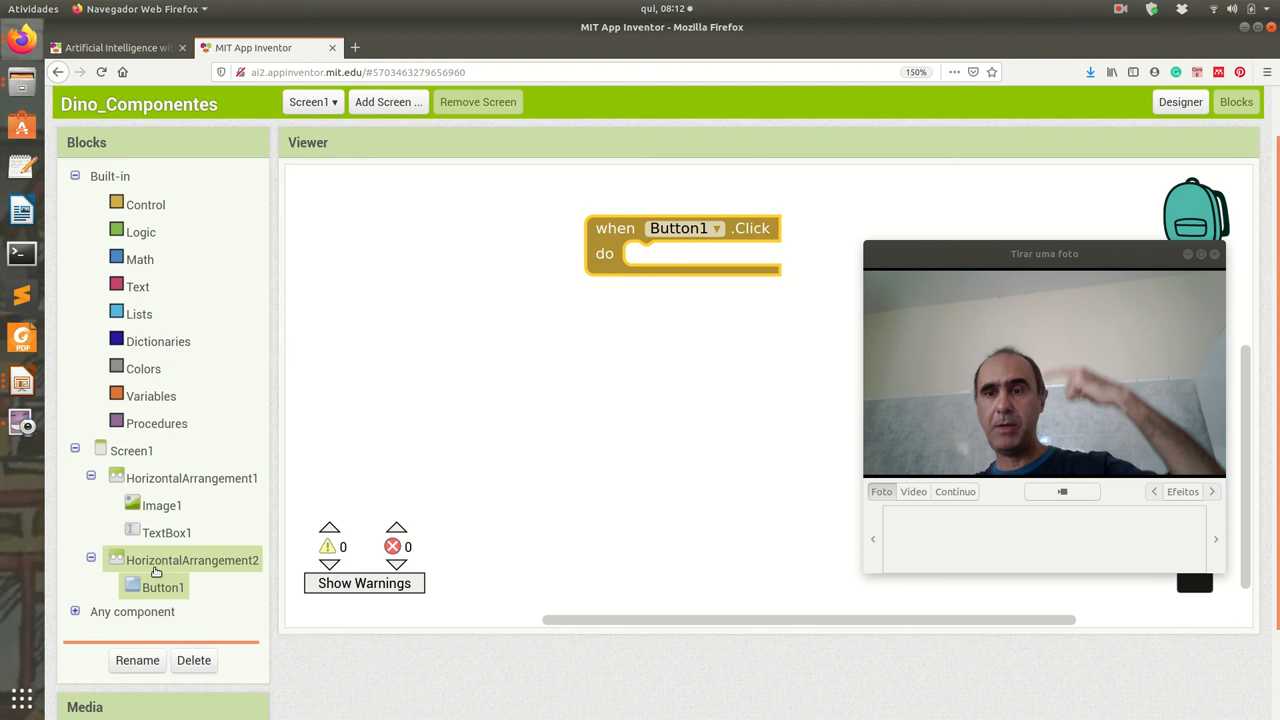 Atividades
Navegador Web Firefox
qui, 08:12
MIT App Inventor - Mozilla Firefox
Artificial Intelligence wi
MIT App Inventor
ai2.appinventor.mit.edu/#5703463279656960
150%
Dino_Componentes
Screen1
Add Screen ...
Remove Screen
Designer
Blocks
Blocks
Viewer
Built-in
Control
Logic
Math
Text
Lists
Dictionaries
Colors
Variables
Procedures
Screen1
HorizontalArrangement1
Image1
TextBox1
HorizontalArrangement2
Button1
Any component
Rename
Delete
Media
when Button1 .Click
do
0
0
Show Warnings
Tirar uma foto
Foto
Vídeo
Contínuo
Efeitos
PDF